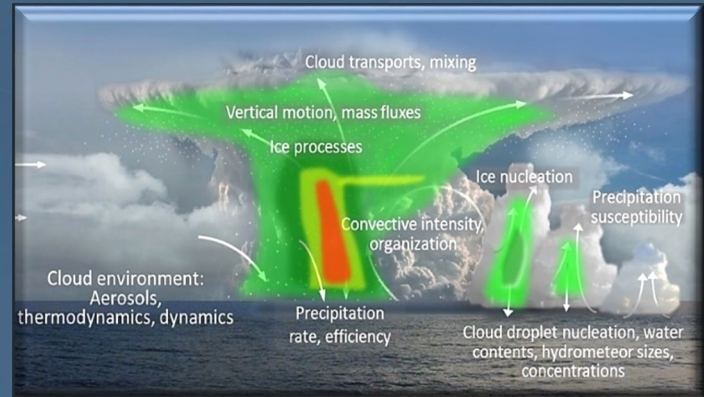 Cloud transports, mixing
Vertical motion, mass fluxes
Ice processes
Ice nucleation
Precipitation
susceptibility
Convective intensity,
organization
Cloud environment:
Aerosols,
thermodynamics, dynamics
Precipitation
rate, efficiency
Cloud droplet nucleation, water
contents, hydrometeor sizes,
concentrations